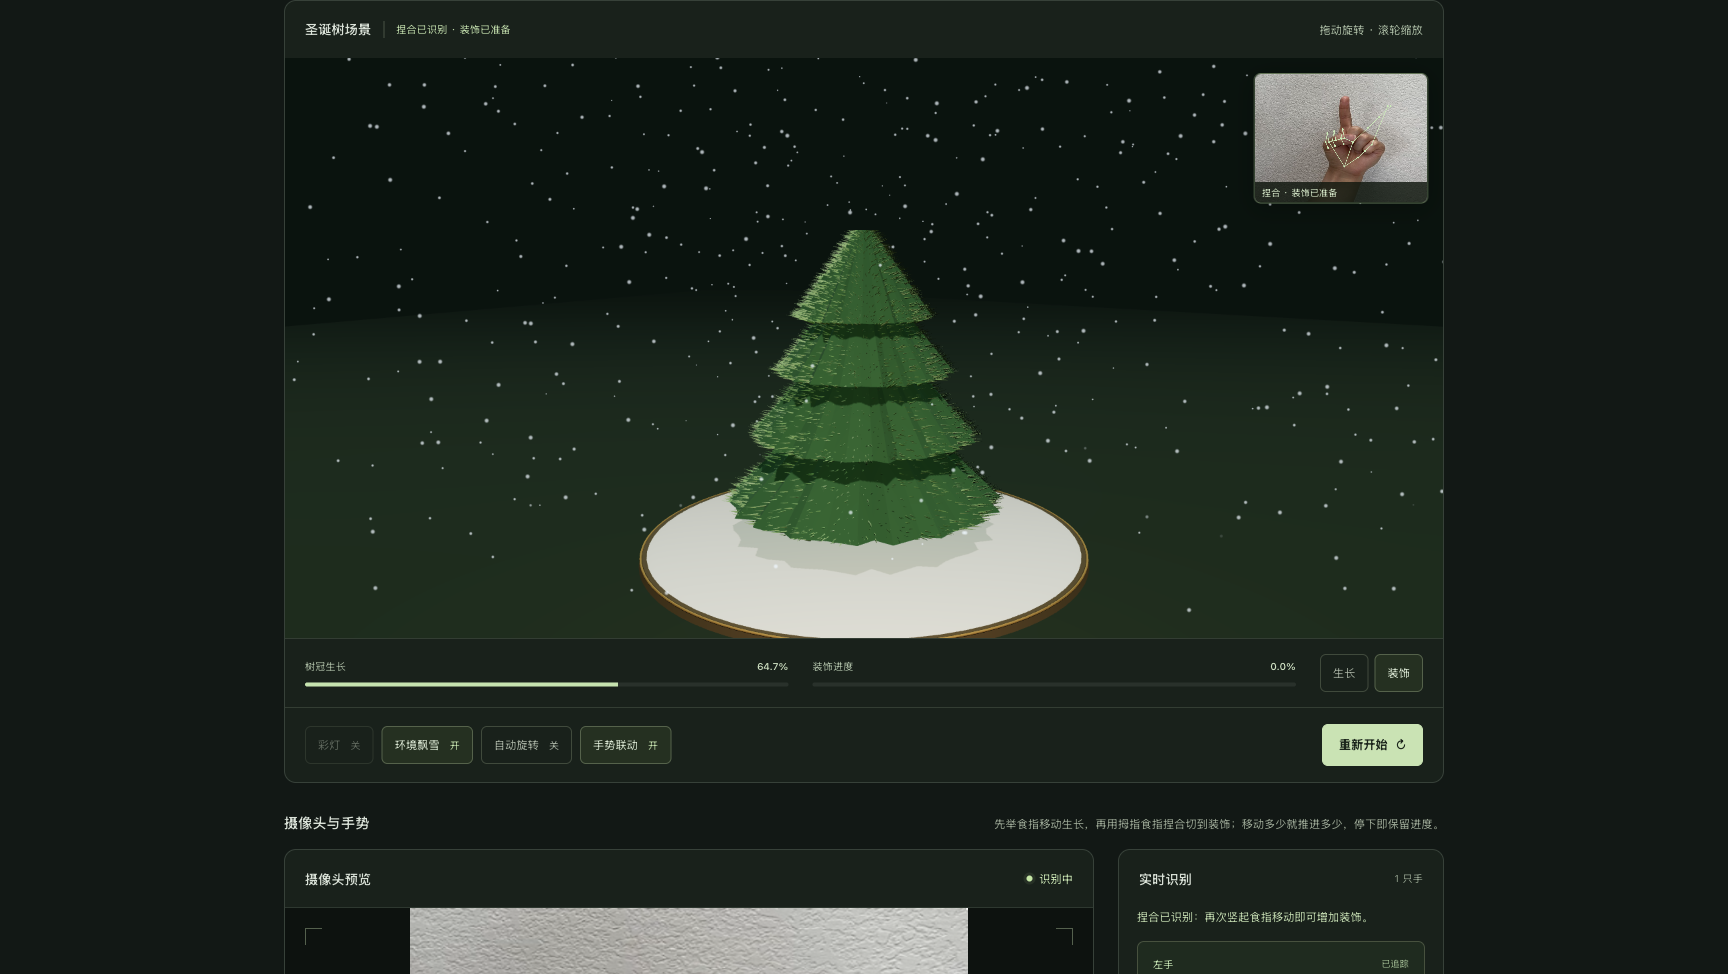 圣诞树场景 捏合已识别 · 装饰已准备 拖动旋转 · 滚轮缩放
捏合 · 装饰已准备
树冠生长 64.7% 装饰进度 0.0% 生长 装饰
彩灯 关 环境飘雪 开 自动旋转 关 手势联动 开 重新开始
摄像头与手势 先举食指移动生长，再用拇指食指捏合切到装饰；移动多少就推进多少，停下即保留进度。
摄像头预览 识别中 实时识别 1 只手
捏合已识别：再次竖起食指移动即可增加装饰。
左手 已追踪